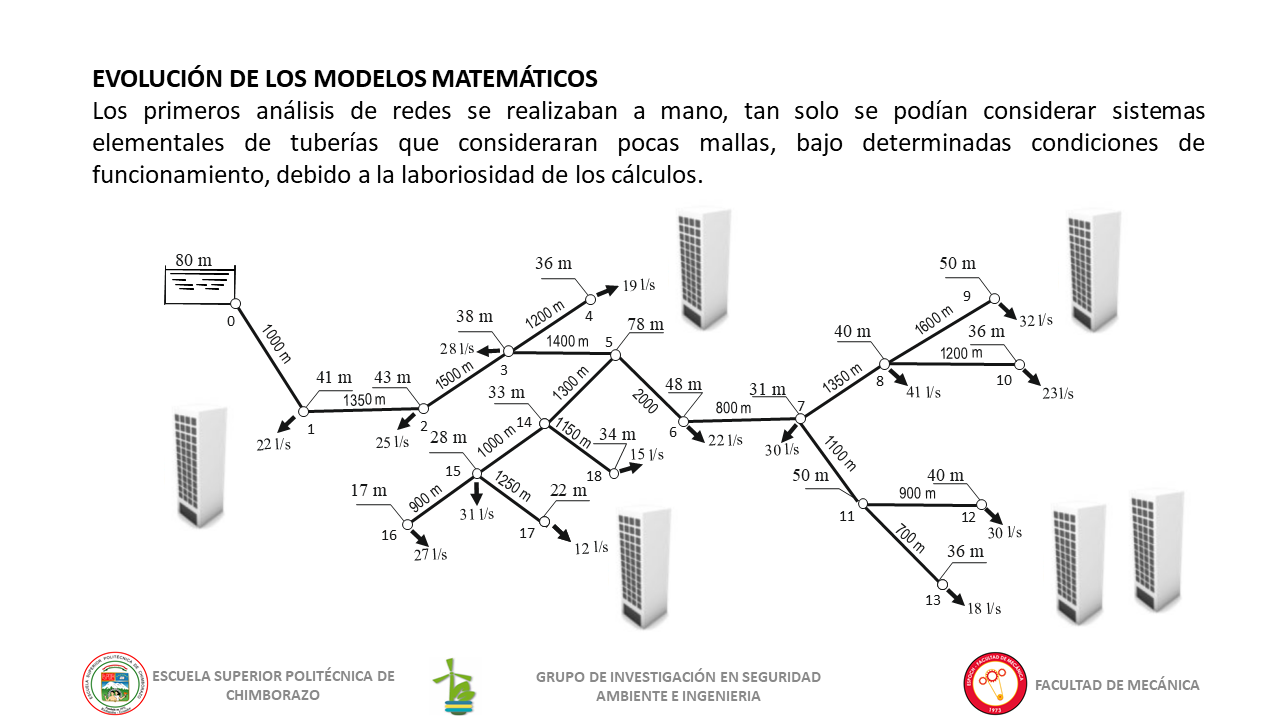 EVOLUCIÓN DE LOS MODELOS MATEMÁTICOS
Los primeros análisis de redes se realizaban a mano, tan solo se podían considerar sistemas
elementales de tuberías que consideraran pocas mallas, bajo determinadas condiciones de
funcionamiento, debido a la laboriosidad de los cálculos.
80 m
0
1000 m
41 m
1350 m
1
22 l/s
43 m
2
25 l/s
1500 m
38 m
28 l/s
3
1200 m
36 m
4
19 l/s
1400 m
5
78 m
1300 m
2000
33 m
14
1000 m
1150 m
34 m
15 l/s
18
28 m
15
31 l/s
900 m
1250 m
17 m
16
27 l/s
22 m
17
12 l/s
48 m
6
22 l/s
800 m
31 m
7
30 l/s
1350 m
40 m
8
41 l/s
1600 m
50 m
9
32 l/s
1200 m
36 m
10
23l/s
1100 m
50 m
11
900 m
40 m
12
30 l/s
700 m
36 m
13
18 l/s
ESCUELA SUPERIOR POLITÉCNICA DE
CHIMBORAZO
GRUPO DE INVESTIGACIÓN EN SEGURIDAD
AMBIENTE E INGENIERIA
ESPOCH - FACULTAD DE MECÁNICA
1973
FACULTAD DE MECÁNICA